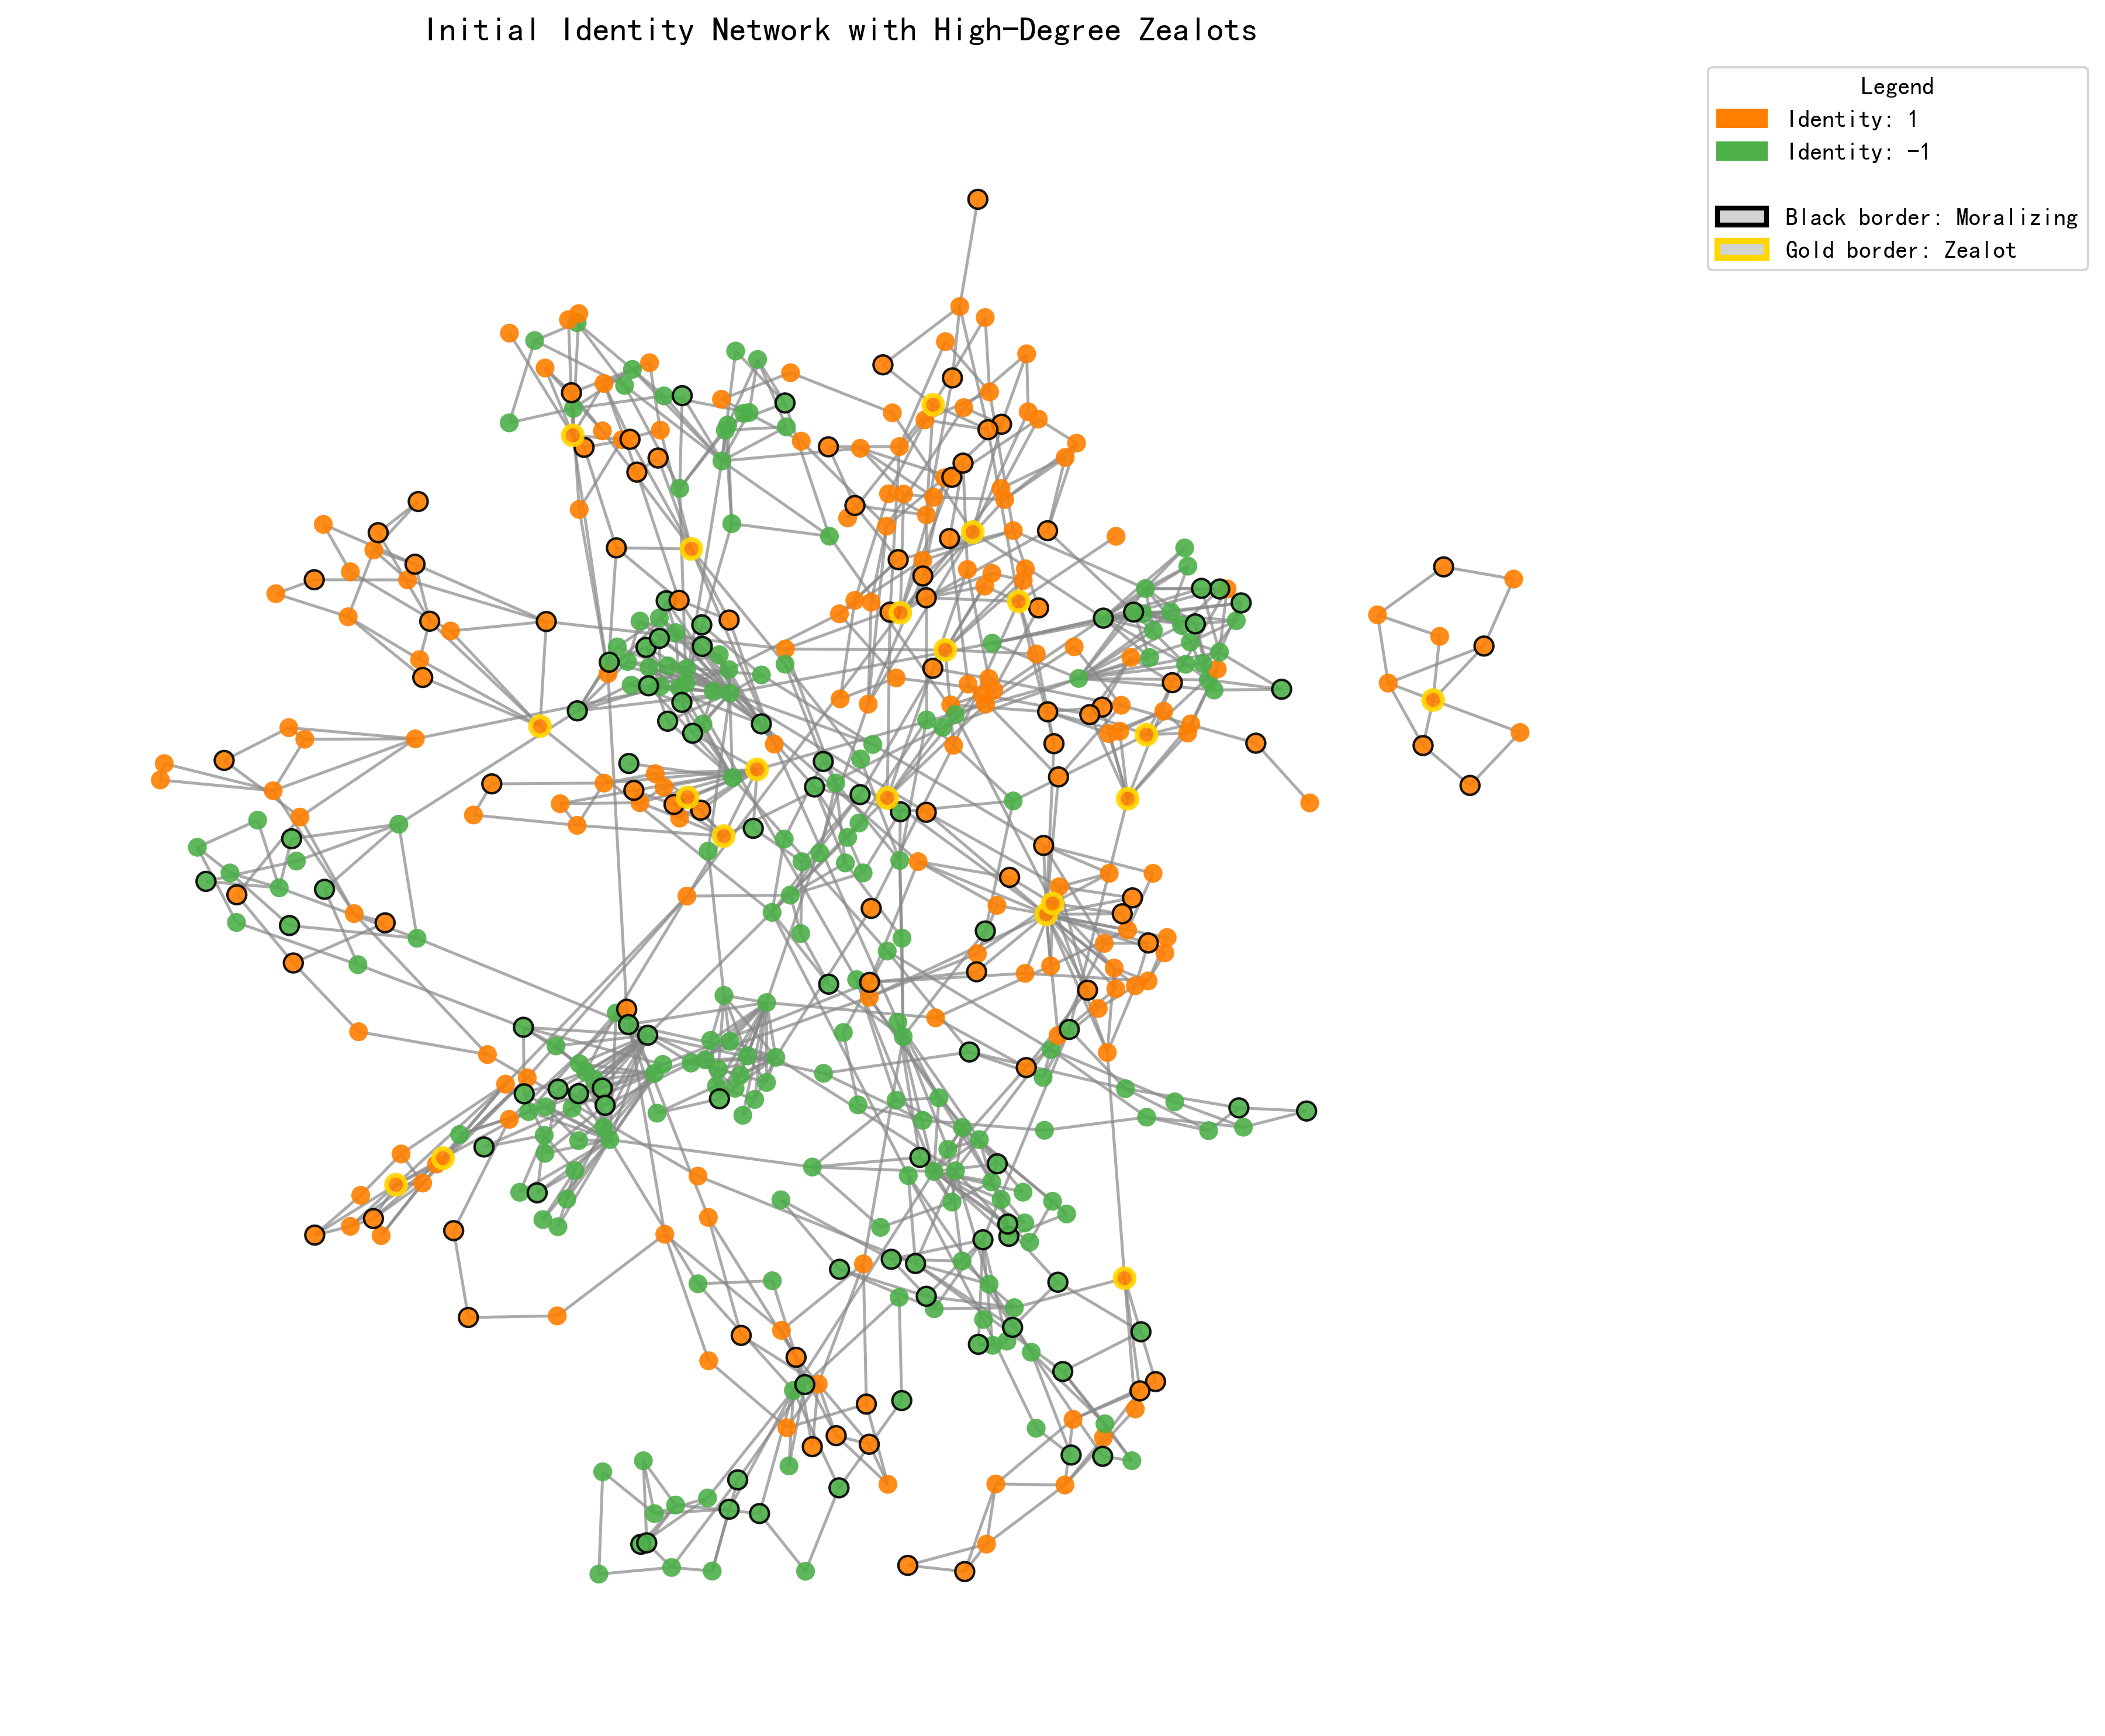 Initial Identity Network with High-Degree Zealots
Legend
Identity: 1
Identity: -1
Black border: Moralizing
Gold border: Zealot